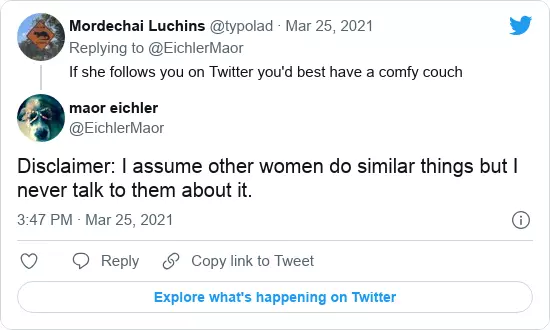 Mordechai Luchins @typolad · Mar 25, 2021
Replying to @EichlerMaor
If she follows you on Twitter you'd best have a comfy couch
maor eichler
@EichlerMaor
Disclaimer: I assume other women do similar things but I
never talk to them about it.
3:47 PM · Mar 25, 2021
Reply
Copy link to Tweet
Explore what's happening on Twitter